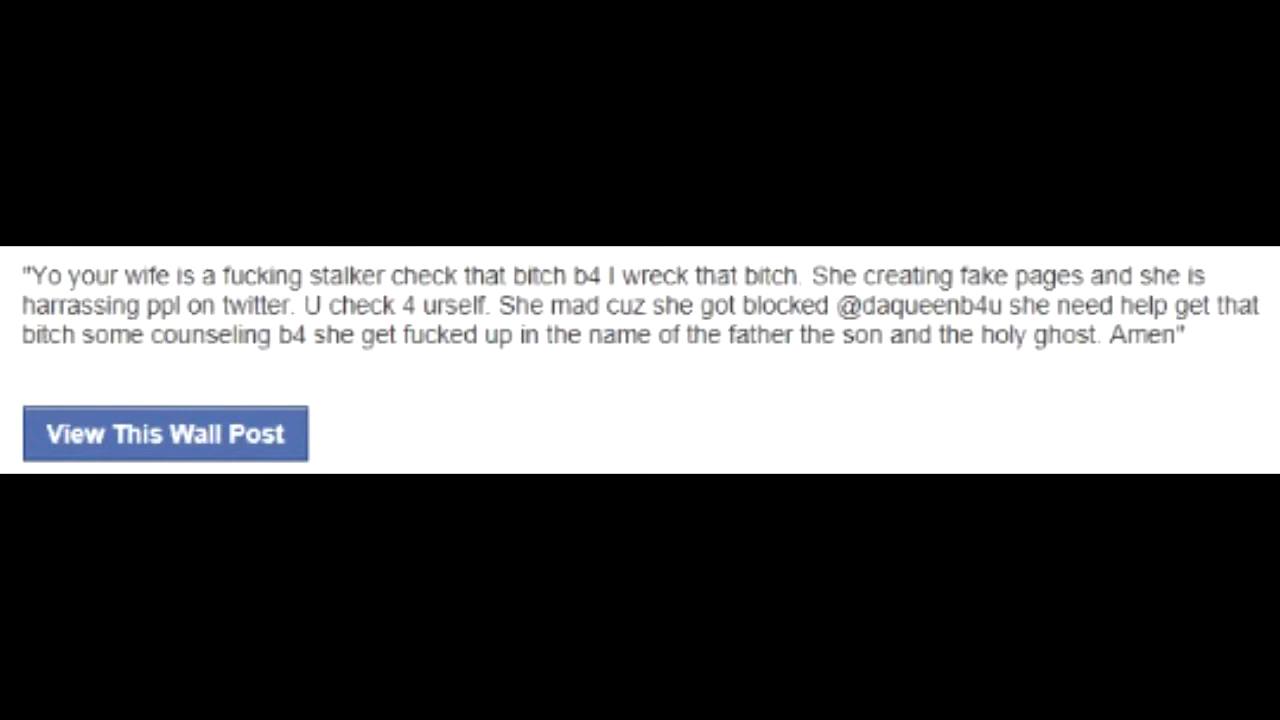 "Yo your wife is a fucking stalker check that bitch b4 I wreck that bitch. She creating fake pages and she is
harrassing ppl on twitter. U check 4 urself. She mad cuz she got blocked @daqueenb4u she need help get that
bitch some counseling b4 she get fucked up in the name of the father the son and the holy ghost. Amen"
View This Wall Post